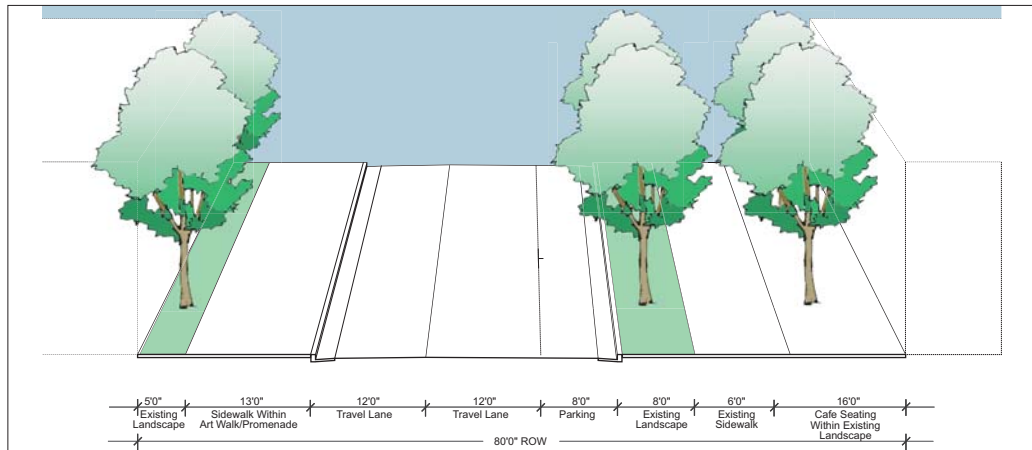 5'0"
13'0"
12'0"
12'0"
8'0"
8'0"
6'0"
16'0"
Existing
Landscape
Sidewalk Within
Art Walk/Promenade
Travel Lane
Travel Lane
Parking
Existing
Landscape
Existing
Sidewalk
Cafe Seating
Within Existing
Landscape
80'0" ROW